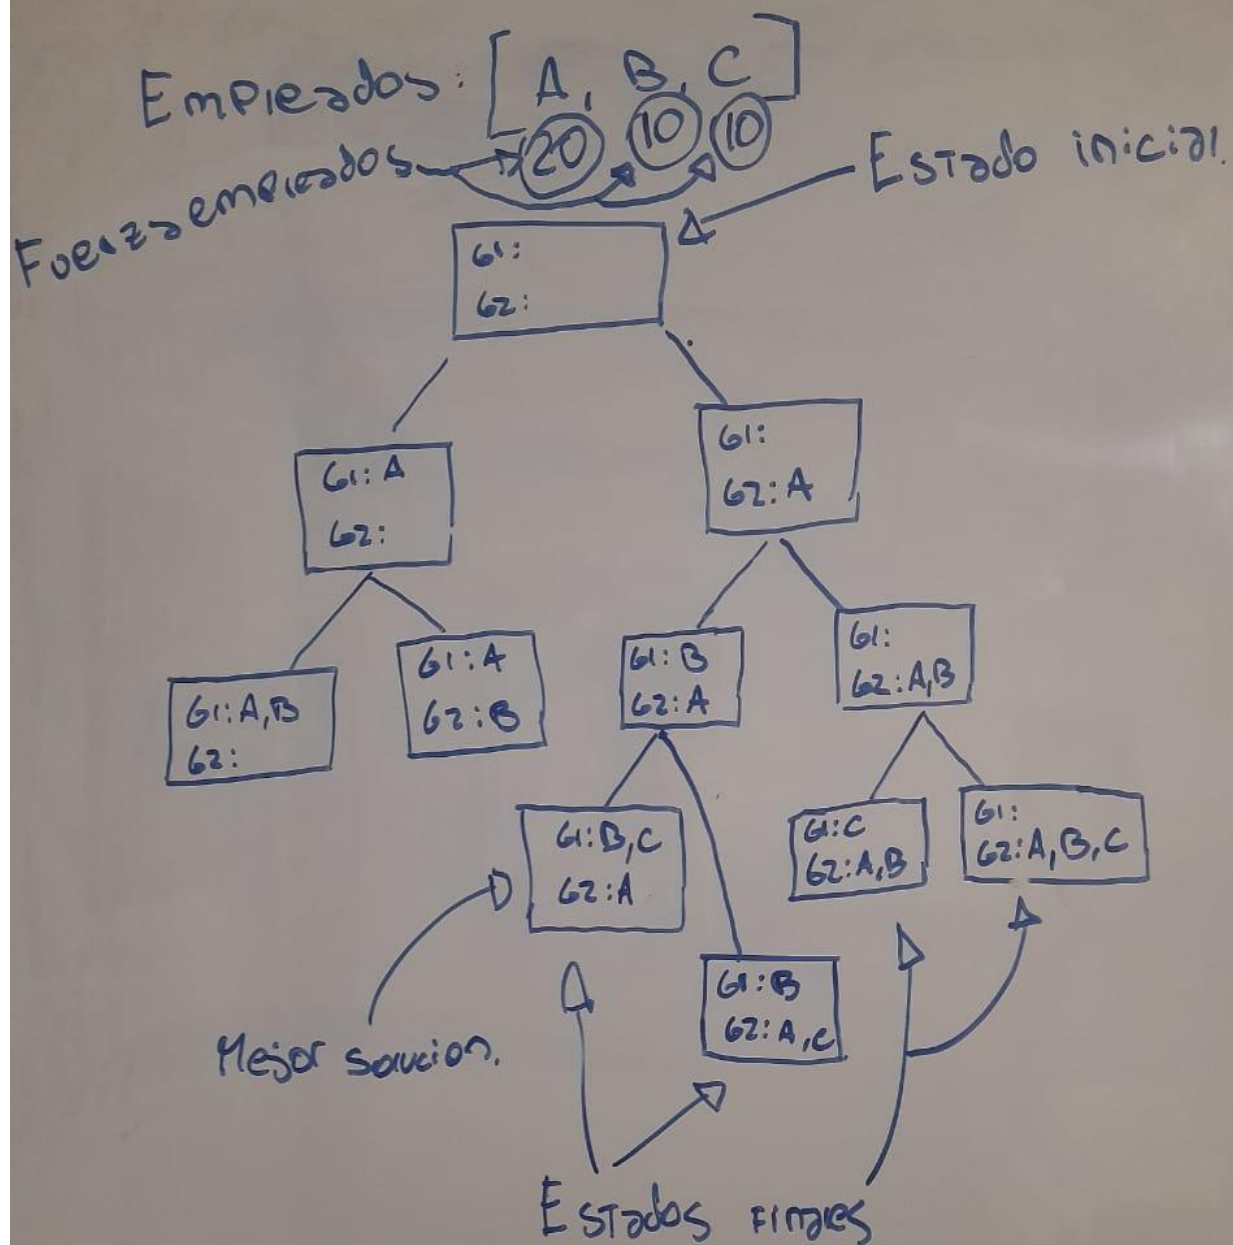 Empleados: [A, B, C]
Fuerza empleados 20 10 10
Estado inicial.
G1:
G2:
G1: A
G2:
G1:
G2: A
G1: A,B
G2:
G1: A
G2: B
G1: B
G2: A
G1:
G2: A,B
G1: B,C
G2: A
G1: B
G2: A,C
G1: C
G2: A,B
G1:
G2: A,B,C
Mejor solucion.
Estados finales